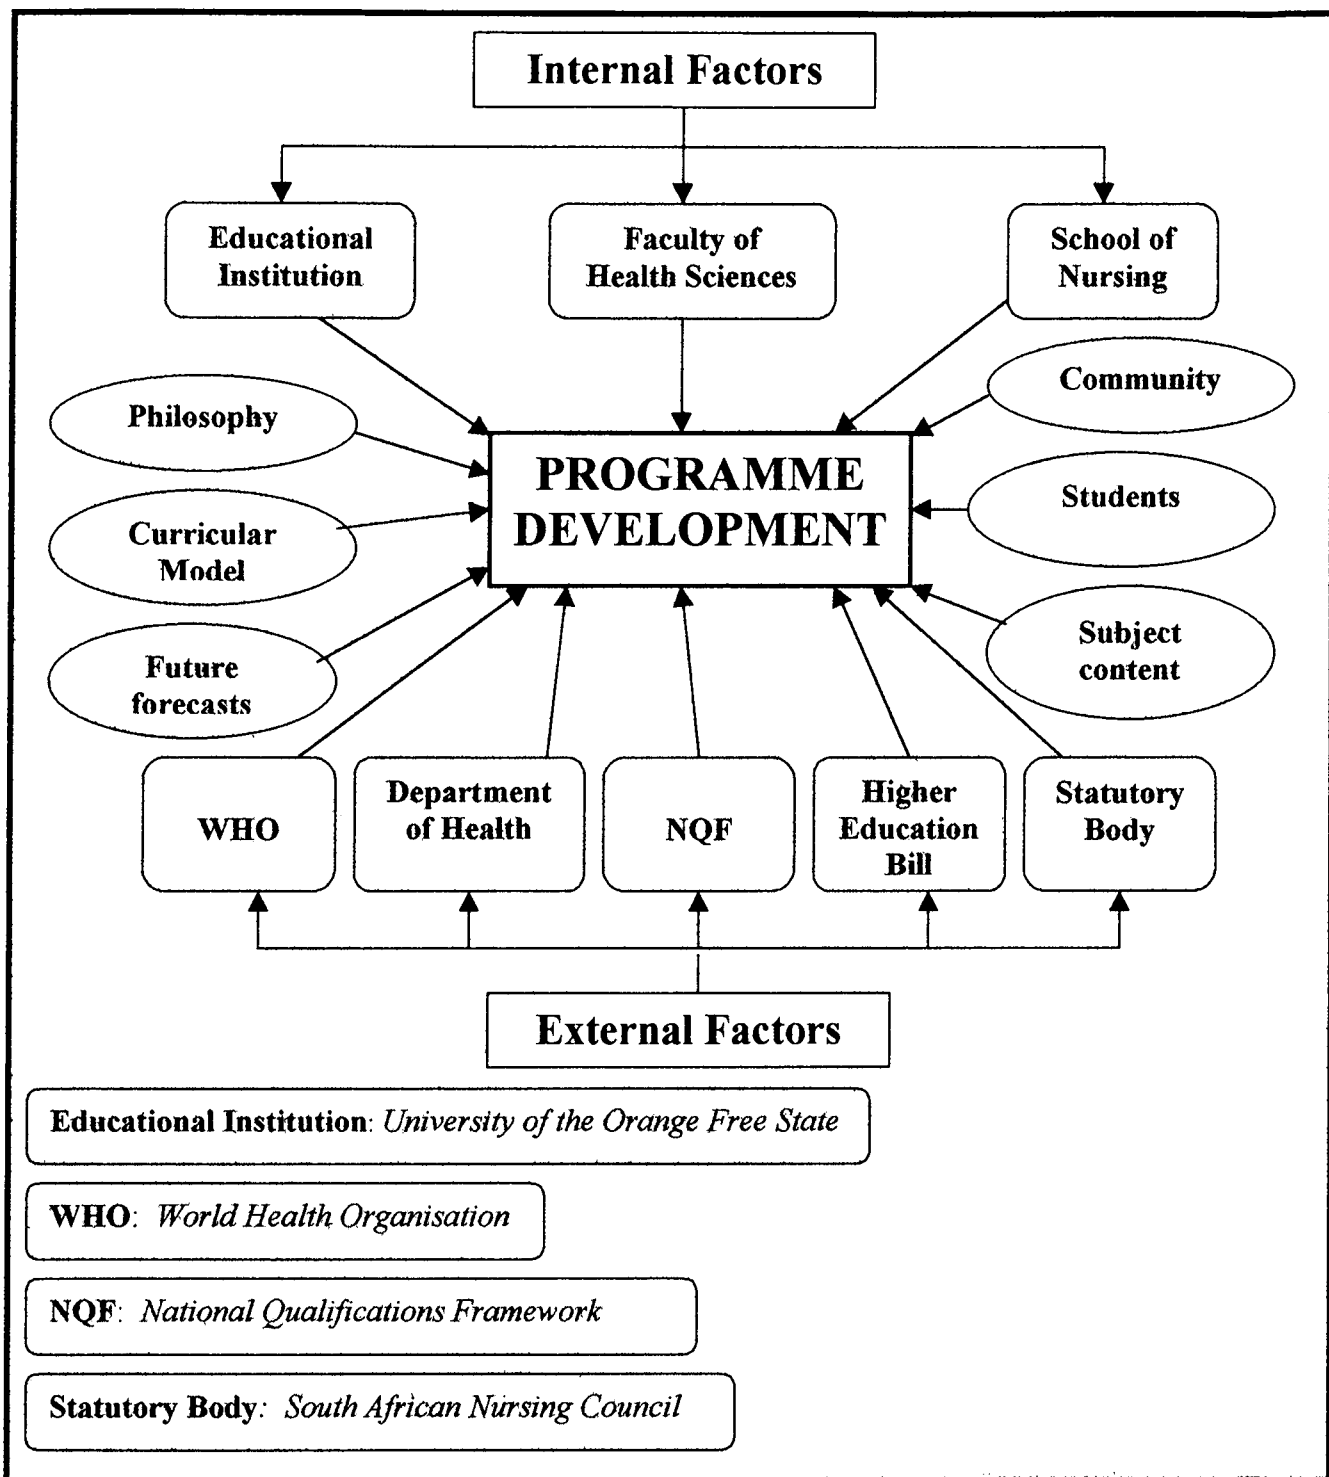 Internal Factors
Educational
Institution
Faculty of
Health Sciences
School of
Nursing
Philosophy
Community
PROGRAMME
DEVELOPMENT
Students
Curricular
Model
Future
forecasts
Subject
content
WHO
Department
of Health
NQF
Higher
Education
Bill
Statutory
Body
External Factors
Educational Institution: University of the Orange Free State
WHO: World Health Organisation
NQF: National Qualifications Framework
Statutory Body: South African Nursing Council